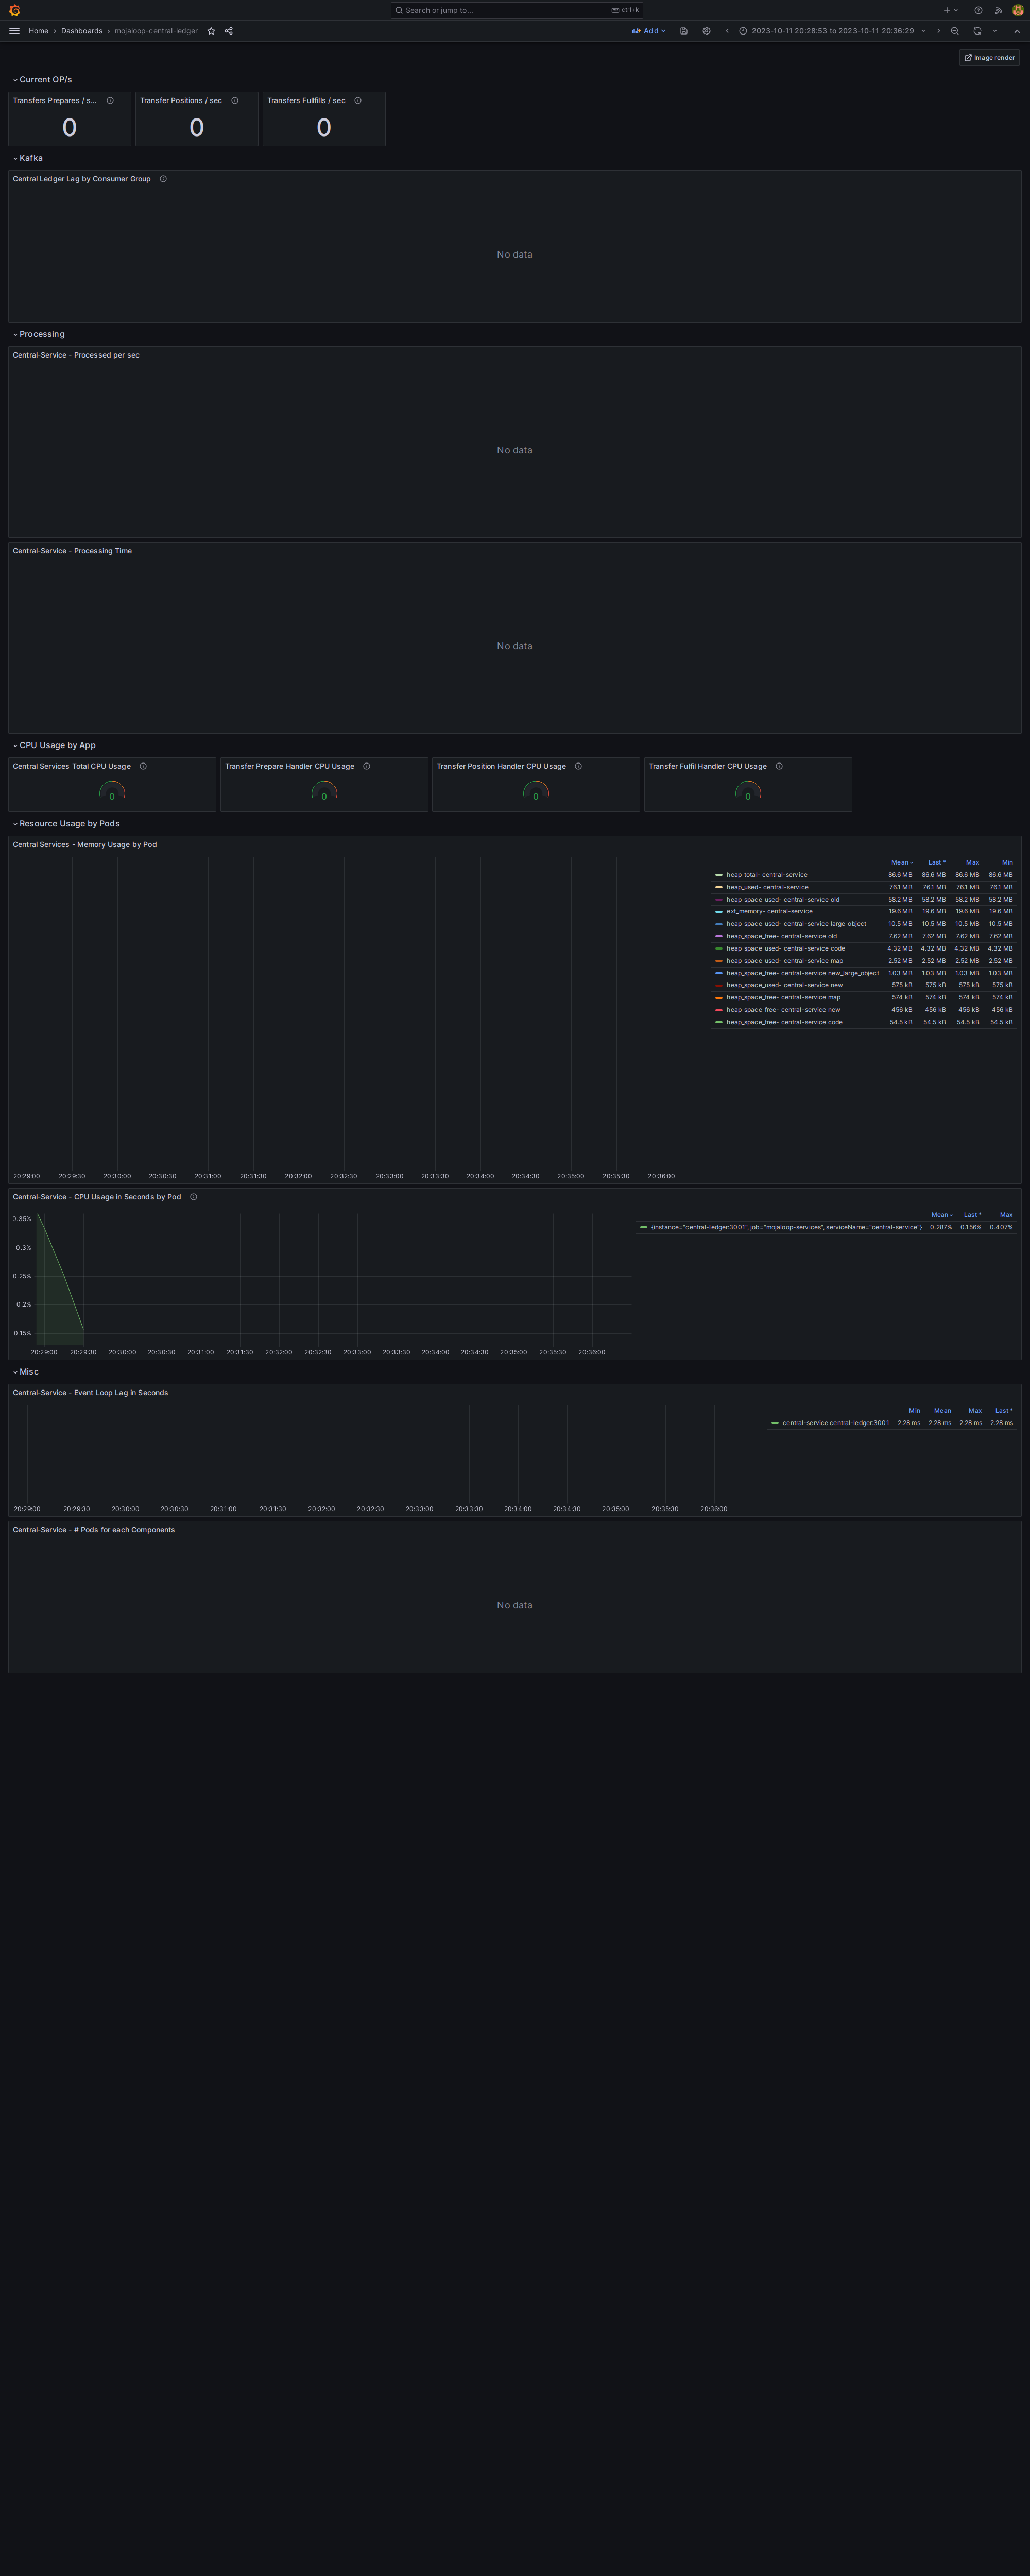 Search or jump to...
ctrl+k
Home
Dashboards
mojaloop-central-ledger
Add
2023-10-11 20:28:53 to 2023-10-11 20:36:29
Image render
Current OP/s
Transfers Prepares / s...
Transfer Positions / sec
Transfers Fullfills / sec
0
0
0
Kafka
Central Ledger Lag by Consumer Group
No data
Processing
Central-Service - Processed per sec
No data
Central-Service - Processing Time
No data
CPU Usage by App
Central Services Total CPU Usage
Transfer Prepare Handler CPU Usage
Transfer Position Handler CPU Usage
Transfer Fulfil Handler CPU Usage
0
0
0
0
Resource Usage by Pods
Central Services - Memory Usage by Pod
Mean Last * Max Min
heap_total- central-service 86.6 MB 86.6 MB 86.6 MB 86.6 MB
heap_used- central-service 76.1 MB 76.1 MB 76.1 MB 76.1 MB
heap_space_used- central-service old 58.2 MB 58.2 MB 58.2 MB 58.2 MB
ext_memory- central-service 19.6 MB 19.6 MB 19.6 MB 19.6 MB
heap_space_used- central-service large_object 10.5 MB 10.5 MB 10.5 MB 10.5 MB
heap_space_free- central-service old 7.62 MB 7.62 MB 7.62 MB 7.62 MB
heap_space_used- central-service code 4.32 MB 4.32 MB 4.32 MB 4.32 MB
heap_space_used- central-service map 2.52 MB 2.52 MB 2.52 MB 2.52 MB
heap_space_free- central-service new_large_object 1.03 MB 1.03 MB 1.03 MB 1.03 MB
heap_space_used- central-service new 575 kB 575 kB 575 kB 575 kB
heap_space_free- central-service map 574 kB 574 kB 574 kB 574 kB
heap_space_free- central-service new 456 kB 456 kB 456 kB 456 kB
heap_space_free- central-service code 54.5 kB 54.5 kB 54.5 kB 54.5 kB
20:29:00 20:29:30 20:30:00 20:30:30 20:31:00 20:31:30 20:32:00 20:32:30 20:33:00 20:33:30 20:34:00 20:34:30 20:35:00 20:35:30 20:36:00
Central-Service - CPU Usage in Seconds by Pod
Mean Last * Max
{instance="central-ledger:3001", job="mojaloop-services", serviceName="central-service"} 0.287% 0.156% 0.407%
0.35%
0.3%
0.25%
0.2%
0.15%
20:29:00 20:29:30 20:30:00 20:30:30 20:31:00 20:31:30 20:32:00 20:32:30 20:33:00 20:33:30 20:34:00 20:34:30 20:35:00 20:35:30 20:36:00
Misc
Central-Service - Event Loop Lag in Seconds
Min Mean Max Last *
central-service central-ledger:3001 2.28 ms 2.28 ms 2.28 ms 2.28 ms
20:29:00 20:29:30 20:30:00 20:30:30 20:31:00 20:31:30 20:32:00 20:32:30 20:33:00 20:33:30 20:34:00 20:34:30 20:35:00 20:35:30 20:36:00
Central-Service - # Pods for each Components
No data